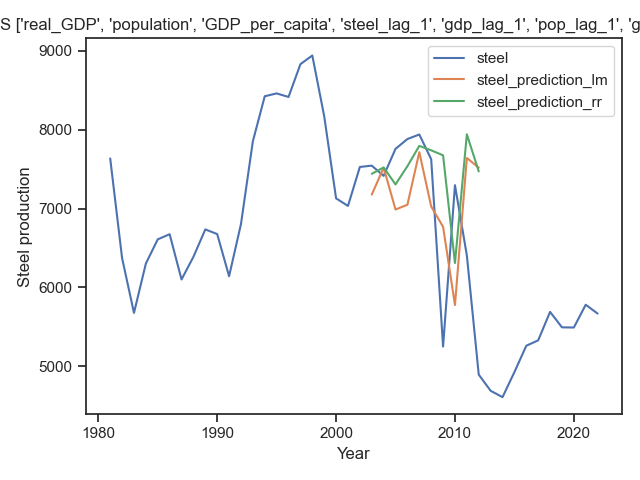 S ['real_GDP', 'population', 'GDP_per_capita', 'steel_lag_1', 'gdp_lag_1', 'pop_lag_1', 'g
steel
steel_prediction_lm
steel_prediction_rr
9000
8000
7000
6000
5000
Steel production
1980 1990 2000 2010 2020
Year